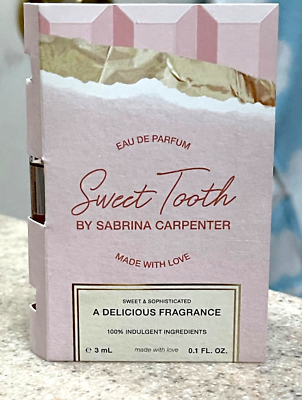 EAU DE PARFUM
Sweet Tooth
BY SABRINA CARPENTER
MADE WITH LOVE
SWEET & SOPHISTICATED
A DELICIOUS FRAGRANCE
100% INDULGENT INGREDIENTS
℮ 3 mL made with love 0.1 FL. OZ.